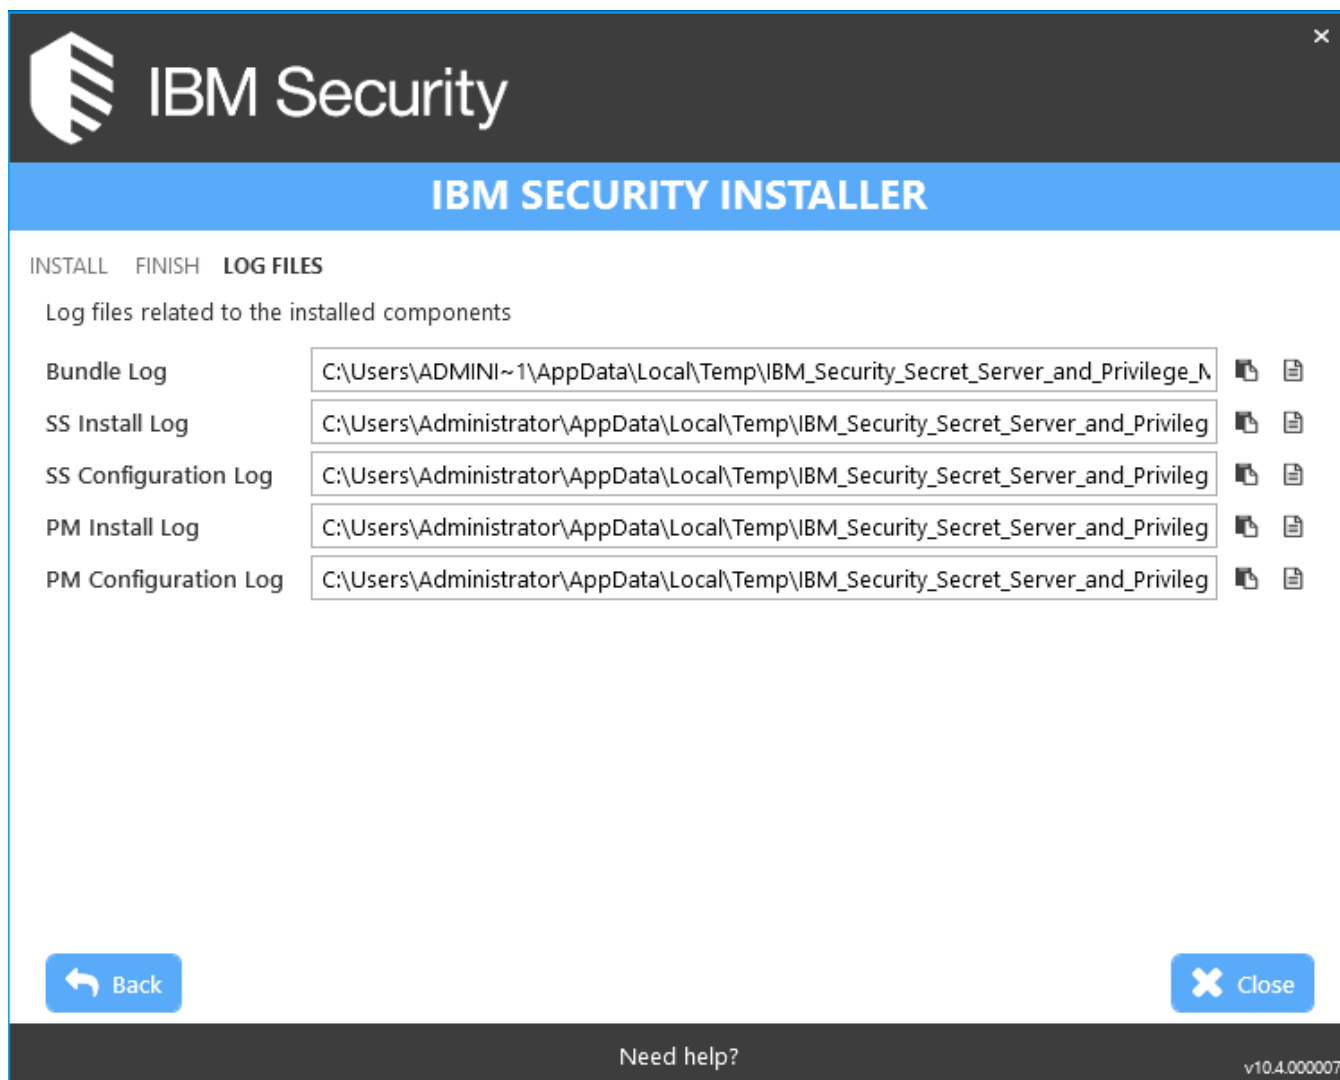 IBM Security
IBM SECURITY INSTALLER
INSTALL FINISH LOG FILES
Log files related to the installed components
Bundle Log C:\Users\ADMINI~1\AppData\Local\Temp\IBM_Security_Secret_Server_and_Privilege_M
SS Install Log C:\Users\Administrator\AppData\Local\Temp\IBM_Security_Secret_Server_and_Privileg
SS Configuration Log C:\Users\Administrator\AppData\Local\Temp\IBM_Security_Secret_Server_and_Privileg
PM Install Log C:\Users\Administrator\AppData\Local\Temp\IBM_Security_Secret_Server_and_Privileg
PM Configuration Log C:\Users\Administrator\AppData\Local\Temp\IBM_Security_Secret_Server_and_Privileg
Back Close
Need help?
v10.4.000007